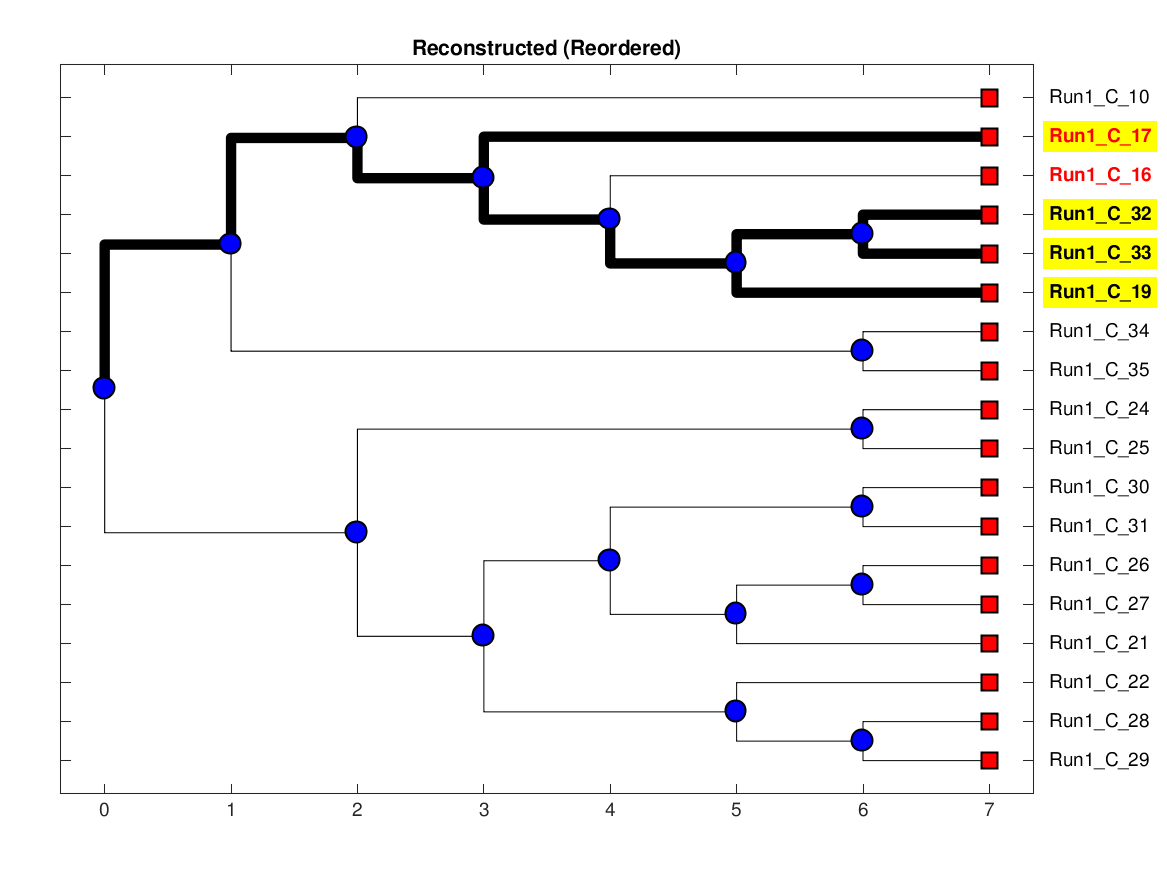 Reconstructed (Reordered)
Run1_C_10
Run1_C_17
Run1_C_16
Run1_C_32
Run1_C_33
Run1_C_19
Run1_C_34
Run1_C_35
Run1_C_24
Run1_C_25
Run1_C_30
Run1_C_31
Run1_C_26
Run1_C_27
Run1_C_21
Run1_C_22
Run1_C_28
Run1_C_29
0 1 2 3 4 5 6 7